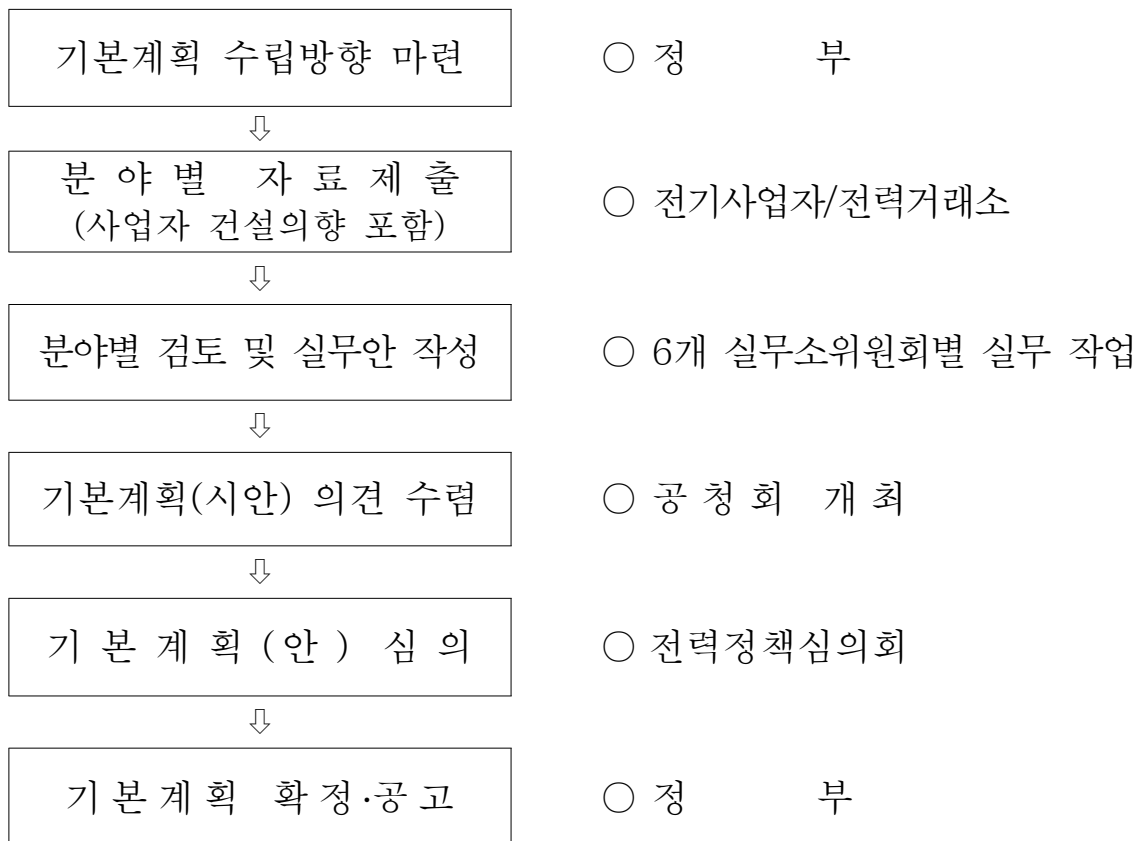 기본계획 수립방향 마련 ○ 정 부
⇩
분 야 별 자 료 제 출
(사업자 건설의향 포함) ○ 전기사업자/전력거래소
⇩
분야별 검토 및 실무안 작성 ○ 6개 실무소위원회별 실무 작업
⇩
기본계획(시안) 의견 수렴 ○ 공 청 회 개 최
⇩
기 본 계 획 ( 안 ) 심 의 ○ 전력정책심의회
⇩
기 본 계 획 확 정 ·공 고 ○ 정 부